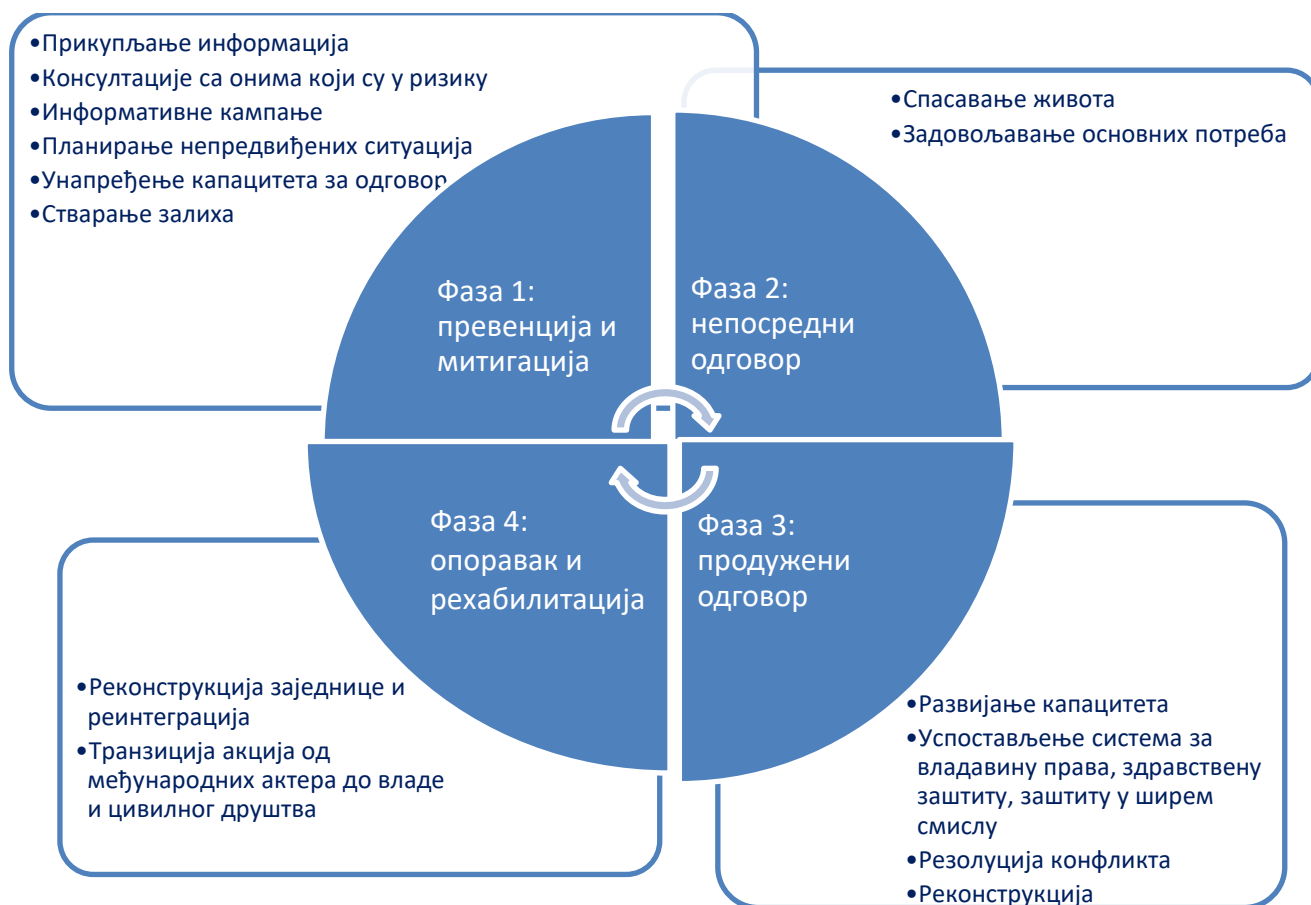 •Прикупљање информација
•Консултације са онима који су у ризику
•Информативне кампање
•Планирање непредвиђених ситуација
•Унапређење капацитета за одговор
•Стварање залиха
•Спасавање живота
•Задовољавање основних потреба
Фаза 1:
превенција и
митигација
Фаза 2:
непосредни
одговор
Фаза 4:
опоравак и
рехабилитација
Фаза 3:
продужени
одговор
•Реконструкција заједнице и
реинтеграција
•Транзиција акција од
међународних актера до владе
и цивилног друштва
•Развијање капацитета
•Успостављење система за
владавину права, здравствену
заштиту, заштиту у ширем
смислу
•Резолуција конфликта
•Реконструкција